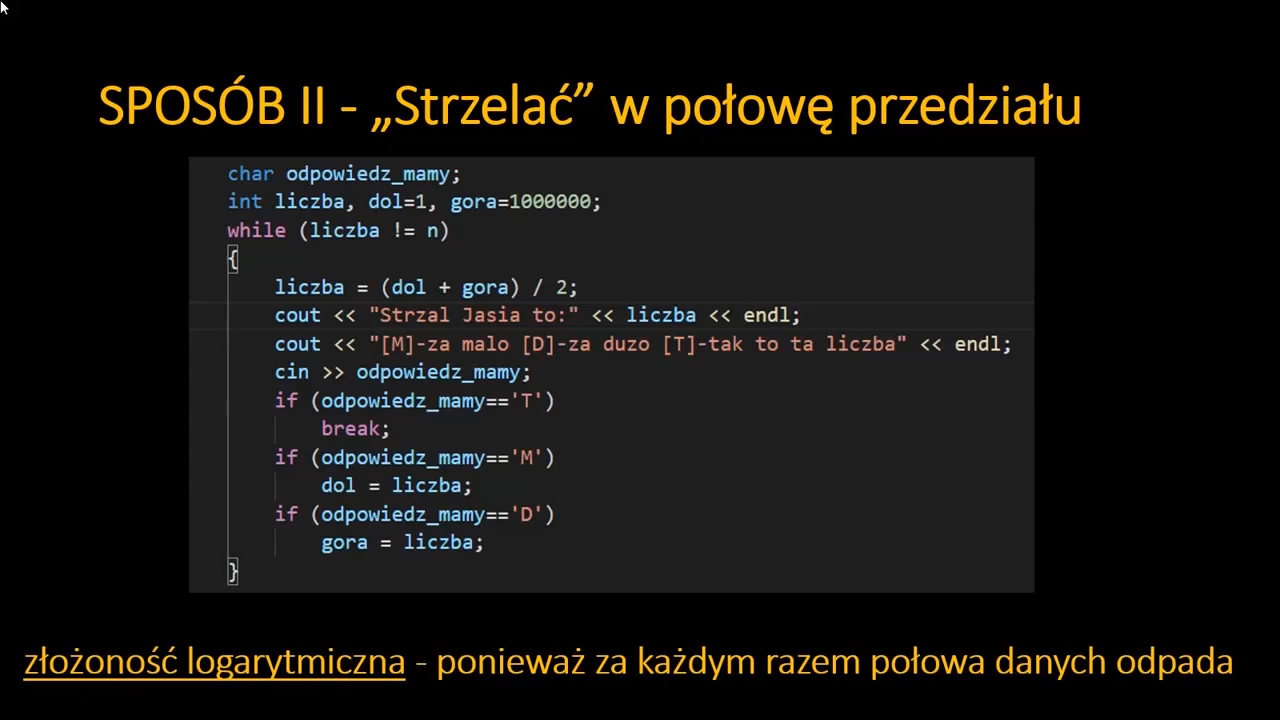 SPOSÓB II - „Strzelać” w połowę przedziału
char odpowiedz_mamy;
int liczba, dol=1, gora=1000000;
while (liczba != n)
{
liczba = (dol + gora) / 2;
cout << "Strzal Jasia to:" << liczba << endl;
cout << "[M]-za malo [D]-za duzo [T]-tak to ta liczba" << endl;
cin >> odpowiedz_mamy;
if (odpowiedz_mamy=='T')
break;
if (odpowiedz_mamy=='M')
dol = liczba;
if (odpowiedz_mamy=='D')
gora = liczba;
}
złożoność logarytmiczna - ponieważ za każdym razem połowa danych odpada